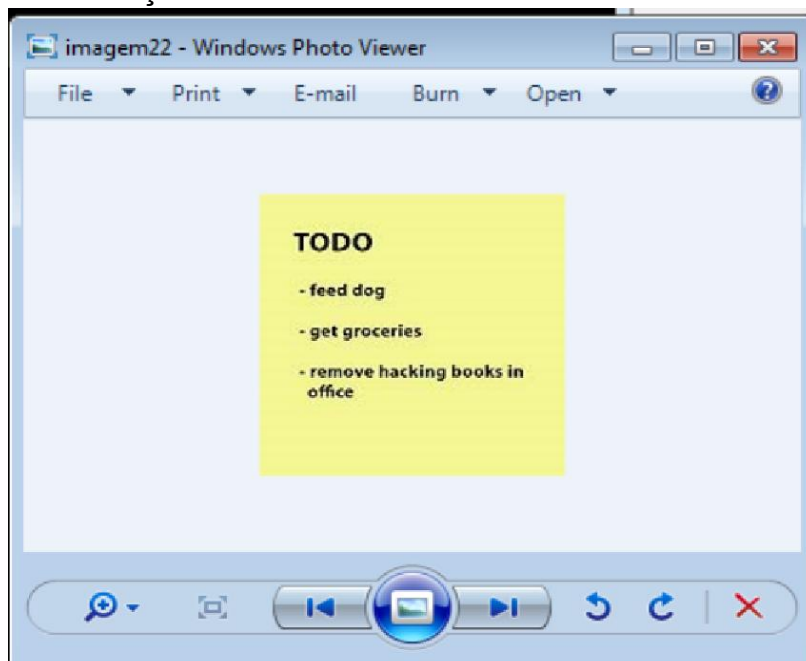 imagem22 - Windows Photo Viewer
File Print E-mail Burn Open
TODO
- feed dog
- get groceries
- remove hacking books in
office